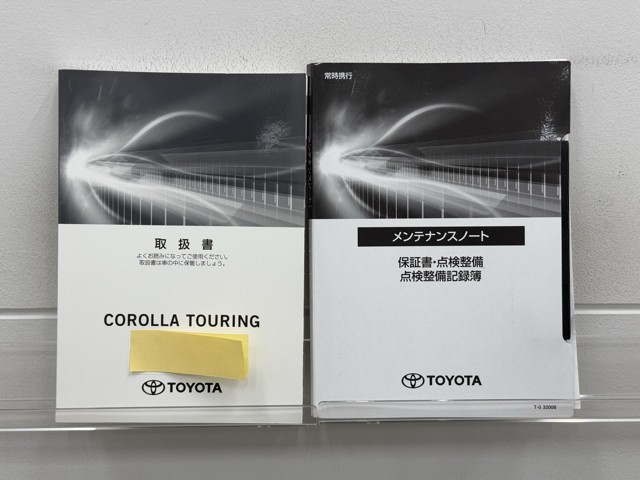 取扱書
よくお読みになってご使用ください。
取扱書は車の中に保管しましょう。
COROLLA TOURING
TOYOTA
常時携行
メンテナンスノート
保証書・点検整備
点検整備記録簿
TOYOTA